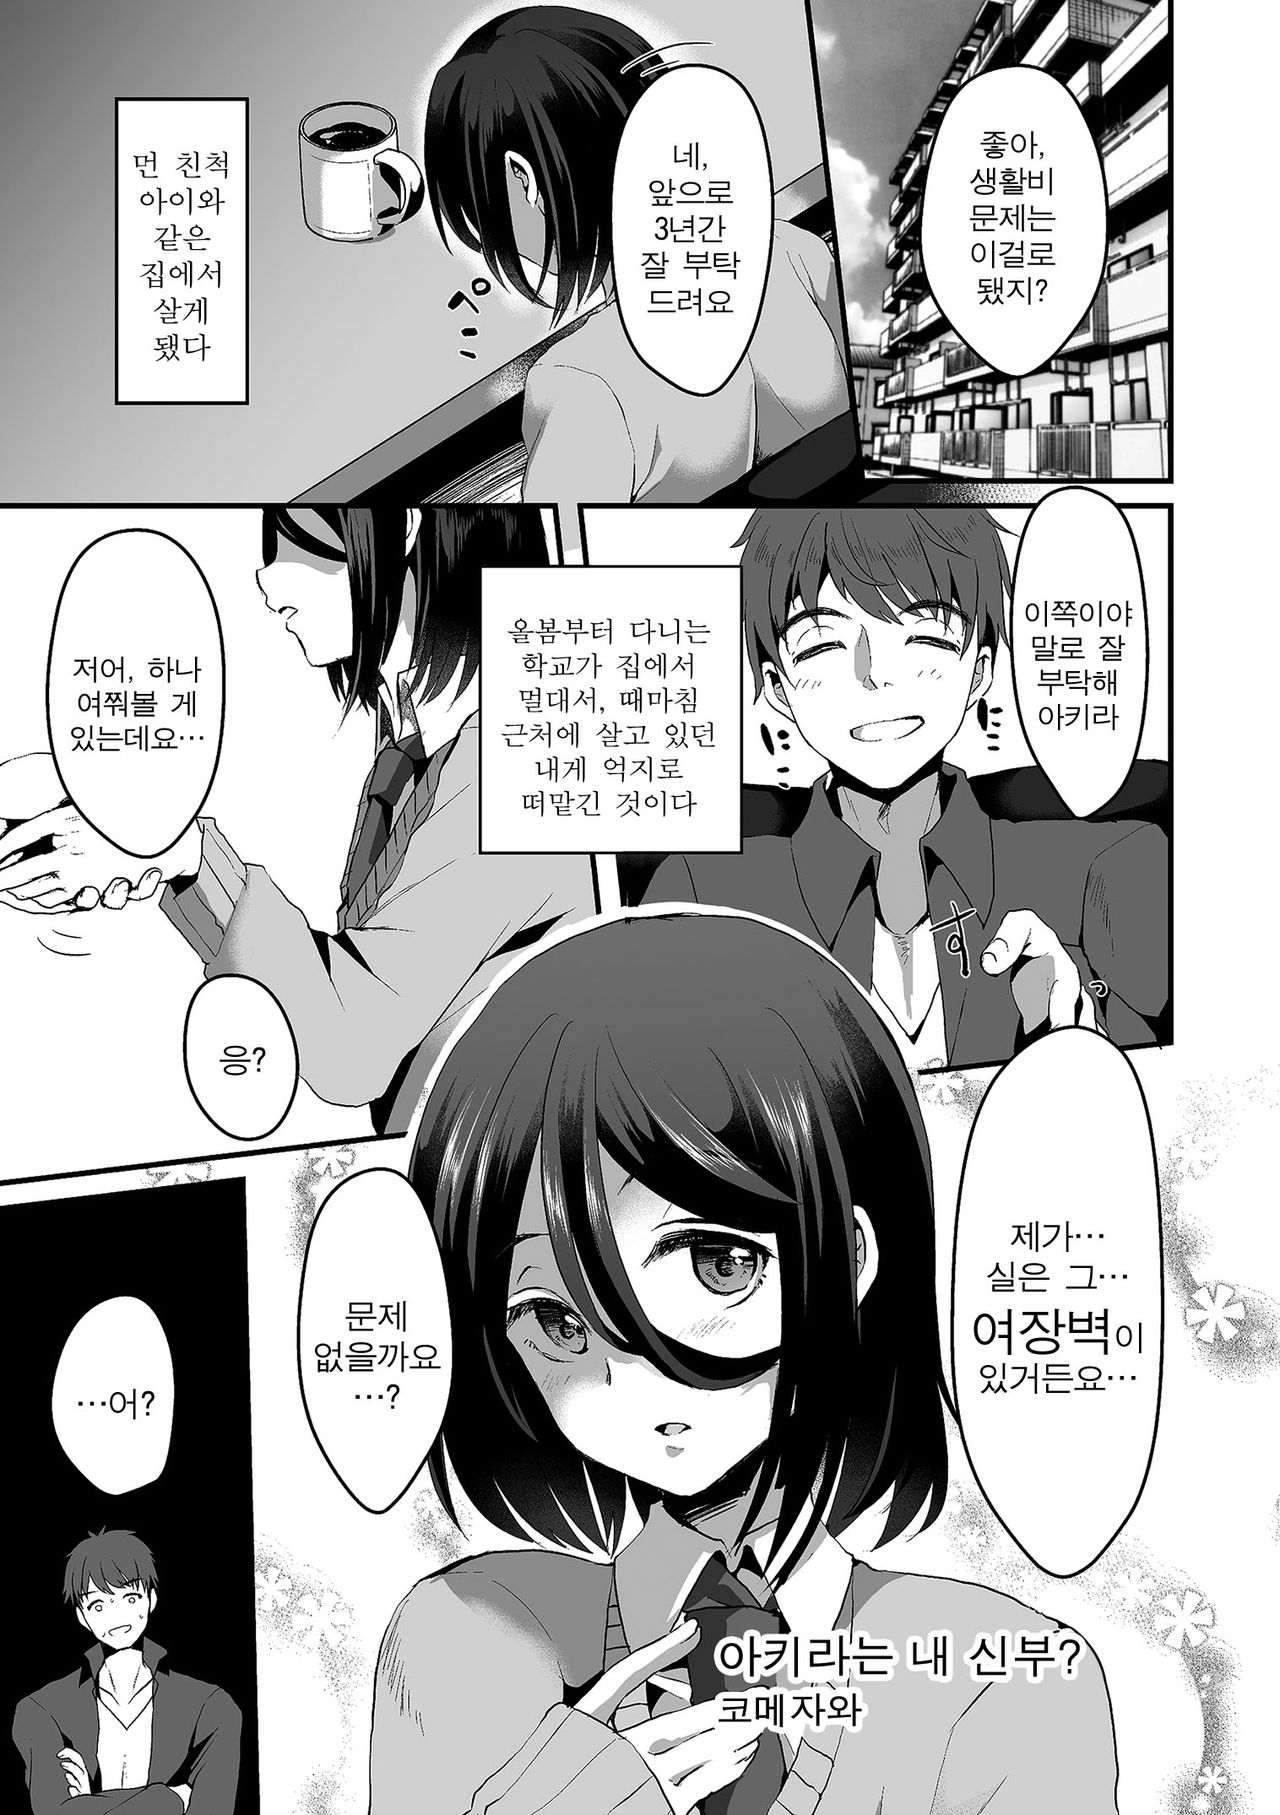 좋아,
생활비
문제는
이걸로
됐지?
네,
앞으로
3년간
잘 부탁
드려요
ペ
먼 친척
아이와
같은
집에서
살게
됐다
이쪽이야
말로 잘
부탁해
아키라
올봄부터 다니는
학교가 집에서
멀대서, 때마침
근처에 살고 있던
내게 억지로
떠맡긴 것이다
すっ
저어, 하나
여쭤볼 게
있는데요…
응?
제가…
실은 그…
여장벽이
있거든요…
문제
없을까요
…?
…어?
아키라는 내 신부?
코메자와